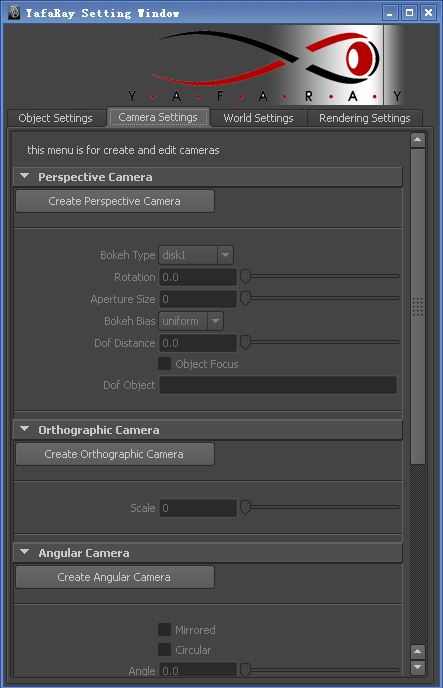 YafaRay Setting Window
Y · A · F · A · R · A · Y
Object Settings Camera Settings World Settings Rendering Settings
this menu is for create and edit cameras
Perspective Camera
Create Perspective Camera
Bokeh Type disk1
Rotation 0.0
Aperture Size 0
Bokeh Bias uniform
Dof Distance 0.0
Object Focus
Dof Object
Orthographic Camera
Create Orthographic Camera
Scale 0
Angular Camera
Create Angular Camera
Mirrored
Circular
Angle 0.0